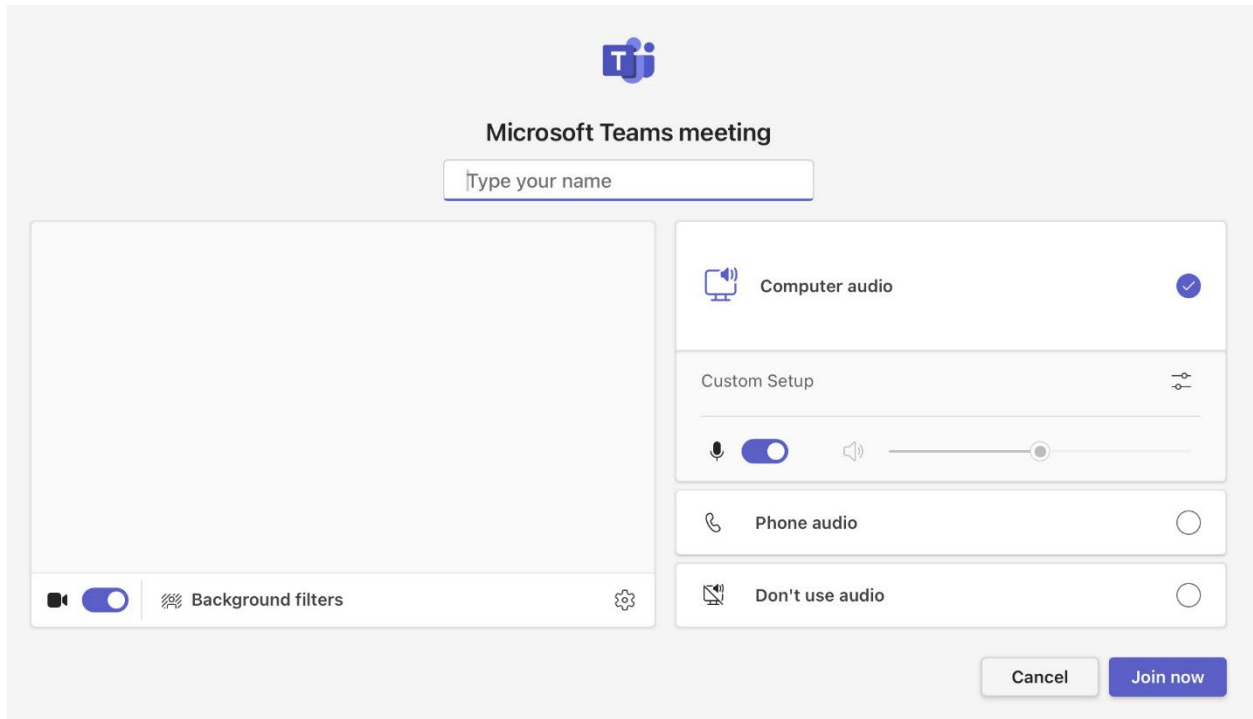 T
Microsoft Teams meeting
Type your name
Computer audio
Custom Setup
Phone audio
Don't use audio
Background filters
Cancel
Join now